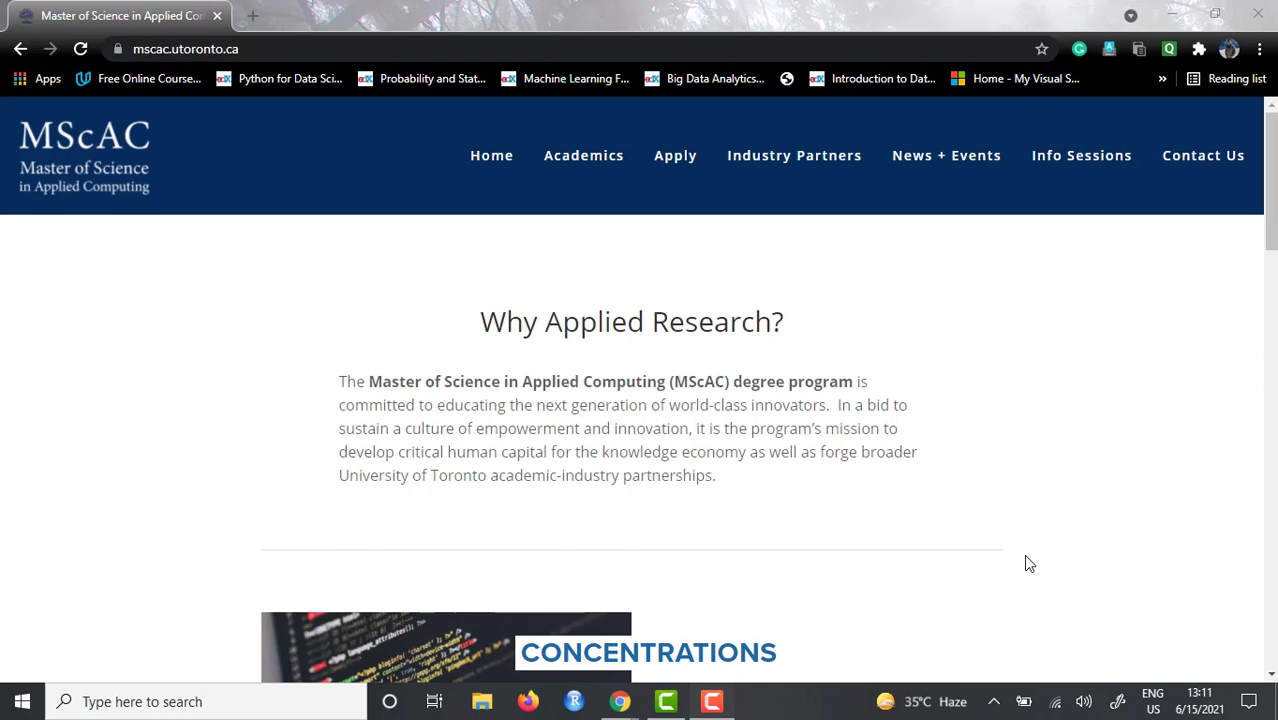 Master of Science in Applied Com
mscac.utoronto.ca
Apps Free Online Course... Python for Data Sci... Probability and Stat... Machine Learning F... Big Data Analytics... Introduction to Dat... Home - My Visual S... » Reading list
MScAC
Master of Science
in Applied Computing
Home Academics Apply Industry Partners News + Events Info Sessions Contact Us
Why Applied Research?
The Master of Science in Applied Computing (MScAC) degree program is
committed to educating the next generation of world-class innovators. In a bid to
sustain a culture of empowerment and innovation, it is the program's mission to
develop critical human capital for the knowledge economy as well as forge broader
University of Toronto academic-industry partnerships.
CONCENTRATIONS
Type here to search
35°C Haze
ENG
US
13:11
6/15/2021